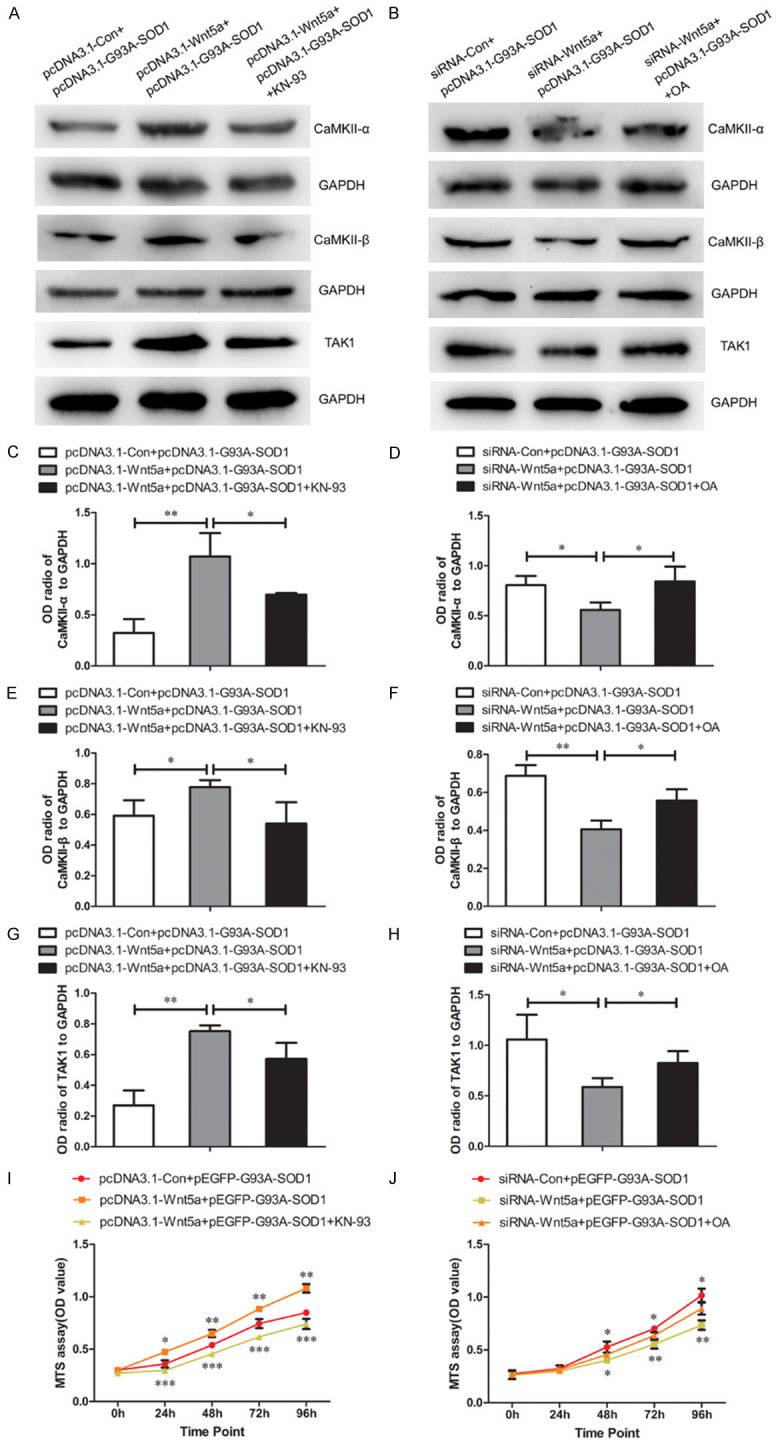 A
pcDNA3.1-Con+
pcDNA3.1-G93A-SOD1
pcDNA3.1-Wnt5a+
pcDNA3.1-G93A-SOD1
pcDNA3.1-Wnt5a+
pcDNA3.1-G93A-SOD1
+KN-93
CaMKII-α
GAPDH
CaMKII-β
GAPDH
TAK1
GAPDH
B
siRNA-Con+
pcDNA3.1-G93A-SOD1
siRNA-Wnt5a+
pcDNA3.1-G93A-SOD1
siRNA-Wnt5a+
pcDNA3.1-G93A-SOD1
+OA
CaMKII-α
GAPDH
CaMKII-β
GAPDH
TAK1
GAPDH
C
pcDNA3.1-Con+pcDNA3.1-G93A-SOD1
pcDNA3.1-Wnt5a+pcDNA3.1-G93A-SOD1
pcDNA3.1-Wnt5a+pcDNA3.1-G93A-SOD1+KN-93
OD radio of
CaMKII-α to GAPDH
1.5
1.0
0.5
0.0
**
*
D
siRNA-Con+pcDNA3.1-G93A-SOD1
siRNA-Wnt5a+pcDNA3.1-G93A-SOD1
siRNA-Wnt5a+pcDNA3.1-G93A-SOD1+OA
OD radio of
CaMKII-α to GAPDH
1.5
1.0
0.5
0.0
*
*
E
pcDNA3.1-Con+pcDNA3.1-G93A-SOD1
pcDNA3.1-Wnt5a+pcDNA3.1-G93A-SOD1
pcDNA3.1-Wnt5a+pcDNA3.1-G93A-SOD1+KN-93
OD radio of
CaMKII-β to GAPDH
1.0
0.8
0.6
0.4
0.2
0.0
*
*
F
siRNA-Con+pcDNA3.1-G93A-SOD1
siRNA-Wnt5a+pcDNA3.1-G93A-SOD1
siRNA-Wnt5a+pcDNA3.1-G93A-SOD1+OA
OD radio of
CaMKII-β to GAPDH
0.8
0.6
0.4
0.2
0.0
**
*
G
pcDNA3.1-Con+pcDNA3.1-G93A-SOD1
pcDNA3.1-Wnt5a+pcDNA3.1-G93A-SOD1
pcDNA3.1-Wnt5a+pcDNA3.1-G93A-SOD1+KN-93
OD radio of TAK1 to GAPDH
1.0
0.8
0.6
0.4
0.2
0.0
**
*
H
siRNA-Con+pcDNA3.1-G93A-SOD1
siRNA-Wnt5a+pcDNA3.1-G93A-SOD1
siRNA-Wnt5a+pcDNA3.1-G93A-SOD1+OA
OD radio of TAK1 to GAPDH
1.5
1.0
0.5
0.0
*
*
I
pcDNA3.1-Con+pEGFP-G93A-SOD1
pcDNA3.1-Wnt5a+pEGFP-G93A-SOD1
pcDNA3.1-Wnt5a+pEGFP-G93A-SOD1+KN-93
MTS assay(OD value)
1.5
1.0
0.5
0.0
* ** ** **
*** *** *** ***
0h 24h 48h 72h 96h
Time Point
J
siRNA-Con+pEGFP-G93A-SOD1
siRNA-Wnt5a+pEGFP-G93A-SOD1
siRNA-Wnt5a+pEGFP-G93A-SOD1+OA
MTS assay(OD value)
1.5
1.0
0.5
0.0
* * *
* ** **
0h 24h 48h 72h 96h
Time Point